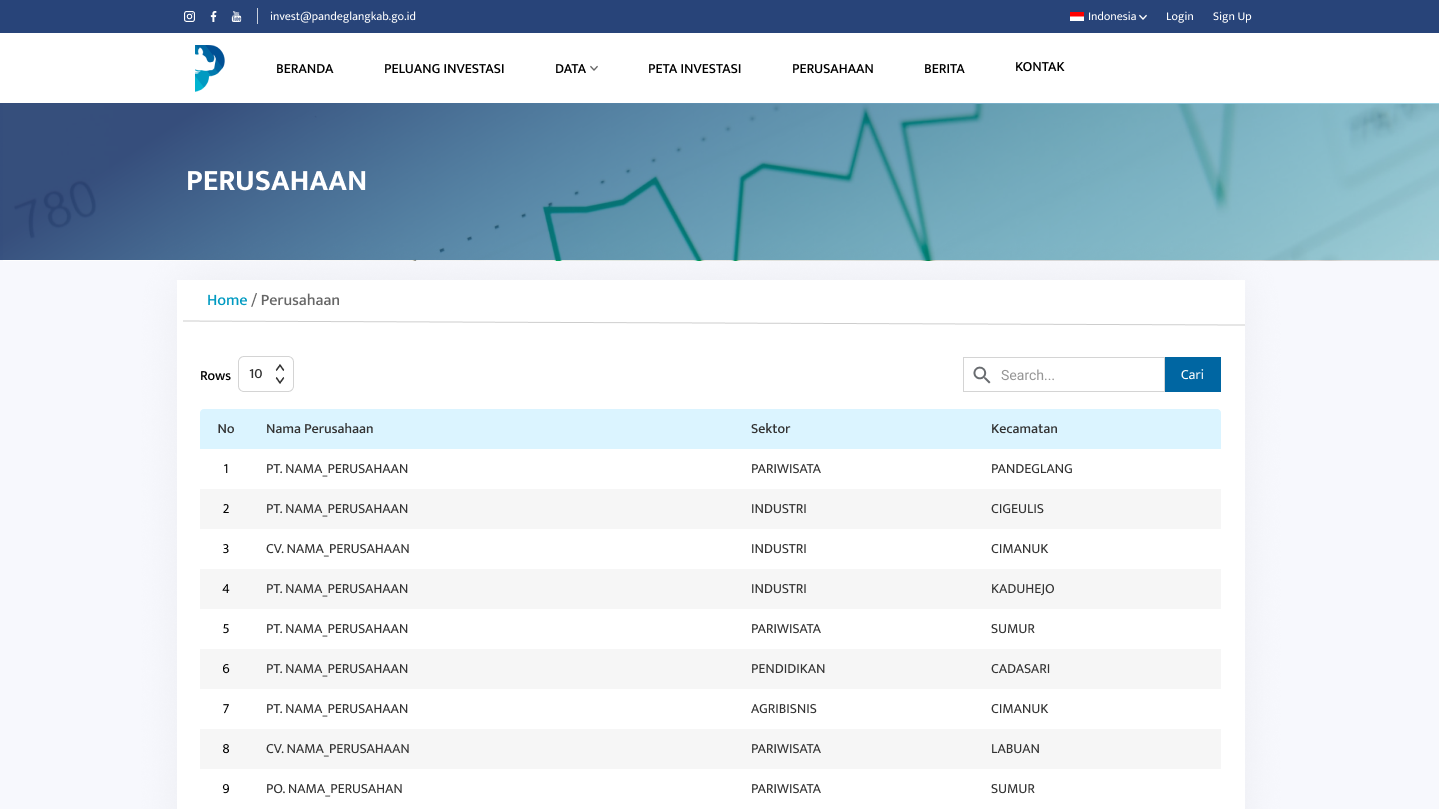 invest@pandeglangkab.go.id Indonesia Login Sign Up
BERANDA PELUANG INVESTASI DATA PETA INVESTASI PERUSAHAAN BERITA KONTAK
780
PERUSAHAAN
Home / Perusahaan
Rows 10 Search... Cari
No Nama Perusahaan Sektor Kecamatan
1 PT. NAMA_PERUSAHAAN PARIWISATA PANDEGLANG
2 PT. NAMA_PERUSAHAAN INDUSTRI CIGEULIS
3 CV. NAMA_PERUSAHAAN INDUSTRI CIMANUK
4 PT. NAMA_PERUSAHAAN INDUSTRI KADUHEJO
5 PT. NAMA_PERUSAHAAN PARIWISATA SUMUR
6 PT. NAMA_PERUSAHAAN PENDIDIKAN CADASARI
7 PT. NAMA_PERUSAHAAN AGRIBISNIS CIMANUK
8 CV. NAMA_PERUSAHAAN PARIWISATA LABUAN
9 PO. NAMA_PERUSAHAN PARIWISATA SUMUR